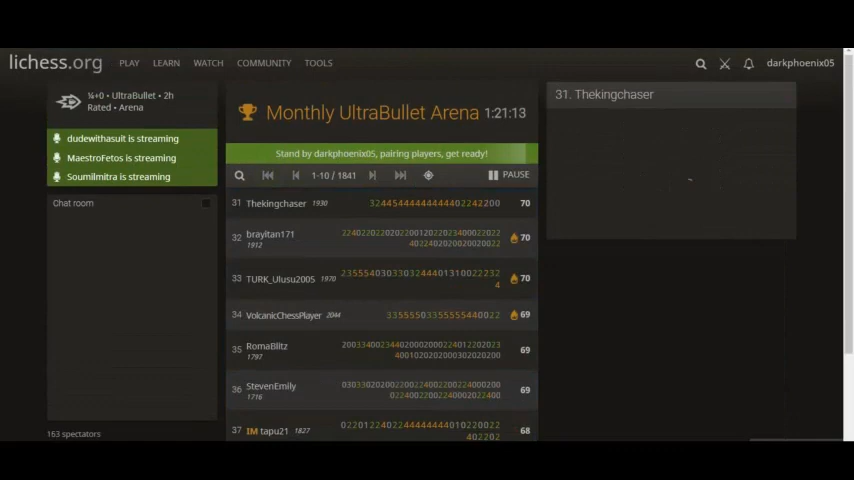 lichess.org PLAY LEARN WATCH COMMUNITY TOOLS darkphoenix05
¼+0 • UltraBullet • 2h
Rated • Arena
dudewithasuit is streaming
MaestroFetos is streaming
Soumilmitra is streaming
Chat room
163 spectators
Monthly UltraBullet Arena 1:21:13
Stand by darkphoenix05, pairing players, get ready!
1-10 / 1841 PAUSE
31 Thekingchaser 1930 70
32 brayitan171 70
1912
33 TURK_Ulusu2005 1970 70
34 VolcanicChessPlayer 2044 69
35 RomaBlitz 69
1797
36 StevenEmily 69
1716
37 IM tapu21 1827 68
31. Thekingchaser